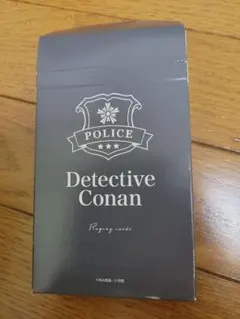 POLICE
Detective
Conan
Playing cards